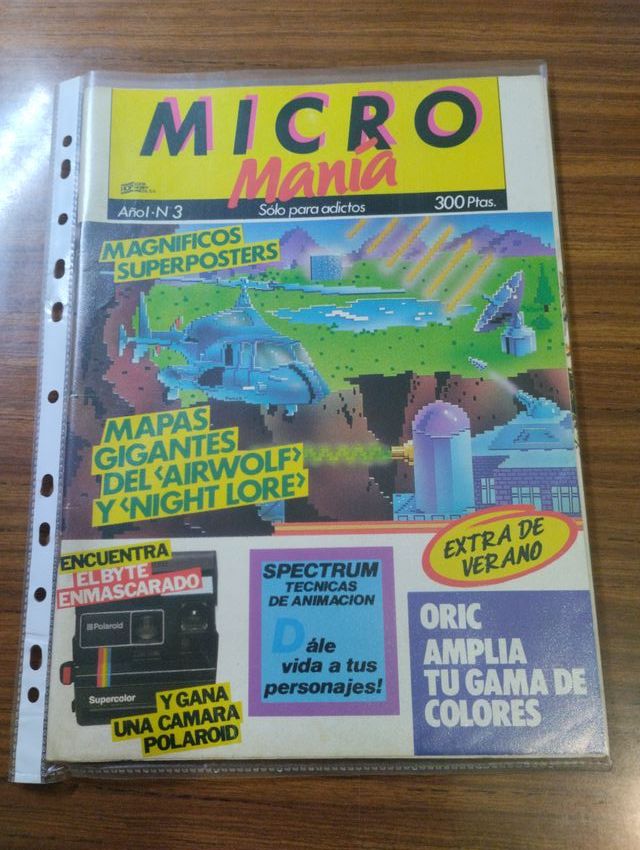 MICRO
Manía
Año I · N 3
Sólo para adictos
300 Ptas.
MAGNIFICOS
SUPERPOSTERS
MAPAS
GIGANTES
DEL <AIRWOLF>
Y <NIGHT LORE>
EXTRA DE
VERANO
ENCUENTRA
EL BYTE
ENMASCARADO
Polaroid
Supercolor
Y GANA
UNA CAMARA
POLAROID
SPECTRUM
TECNICAS
DE ANIMACION
Dále
vida a tus
personajes!
ORIC
AMPLIA
TU GAMA DE
COLORES